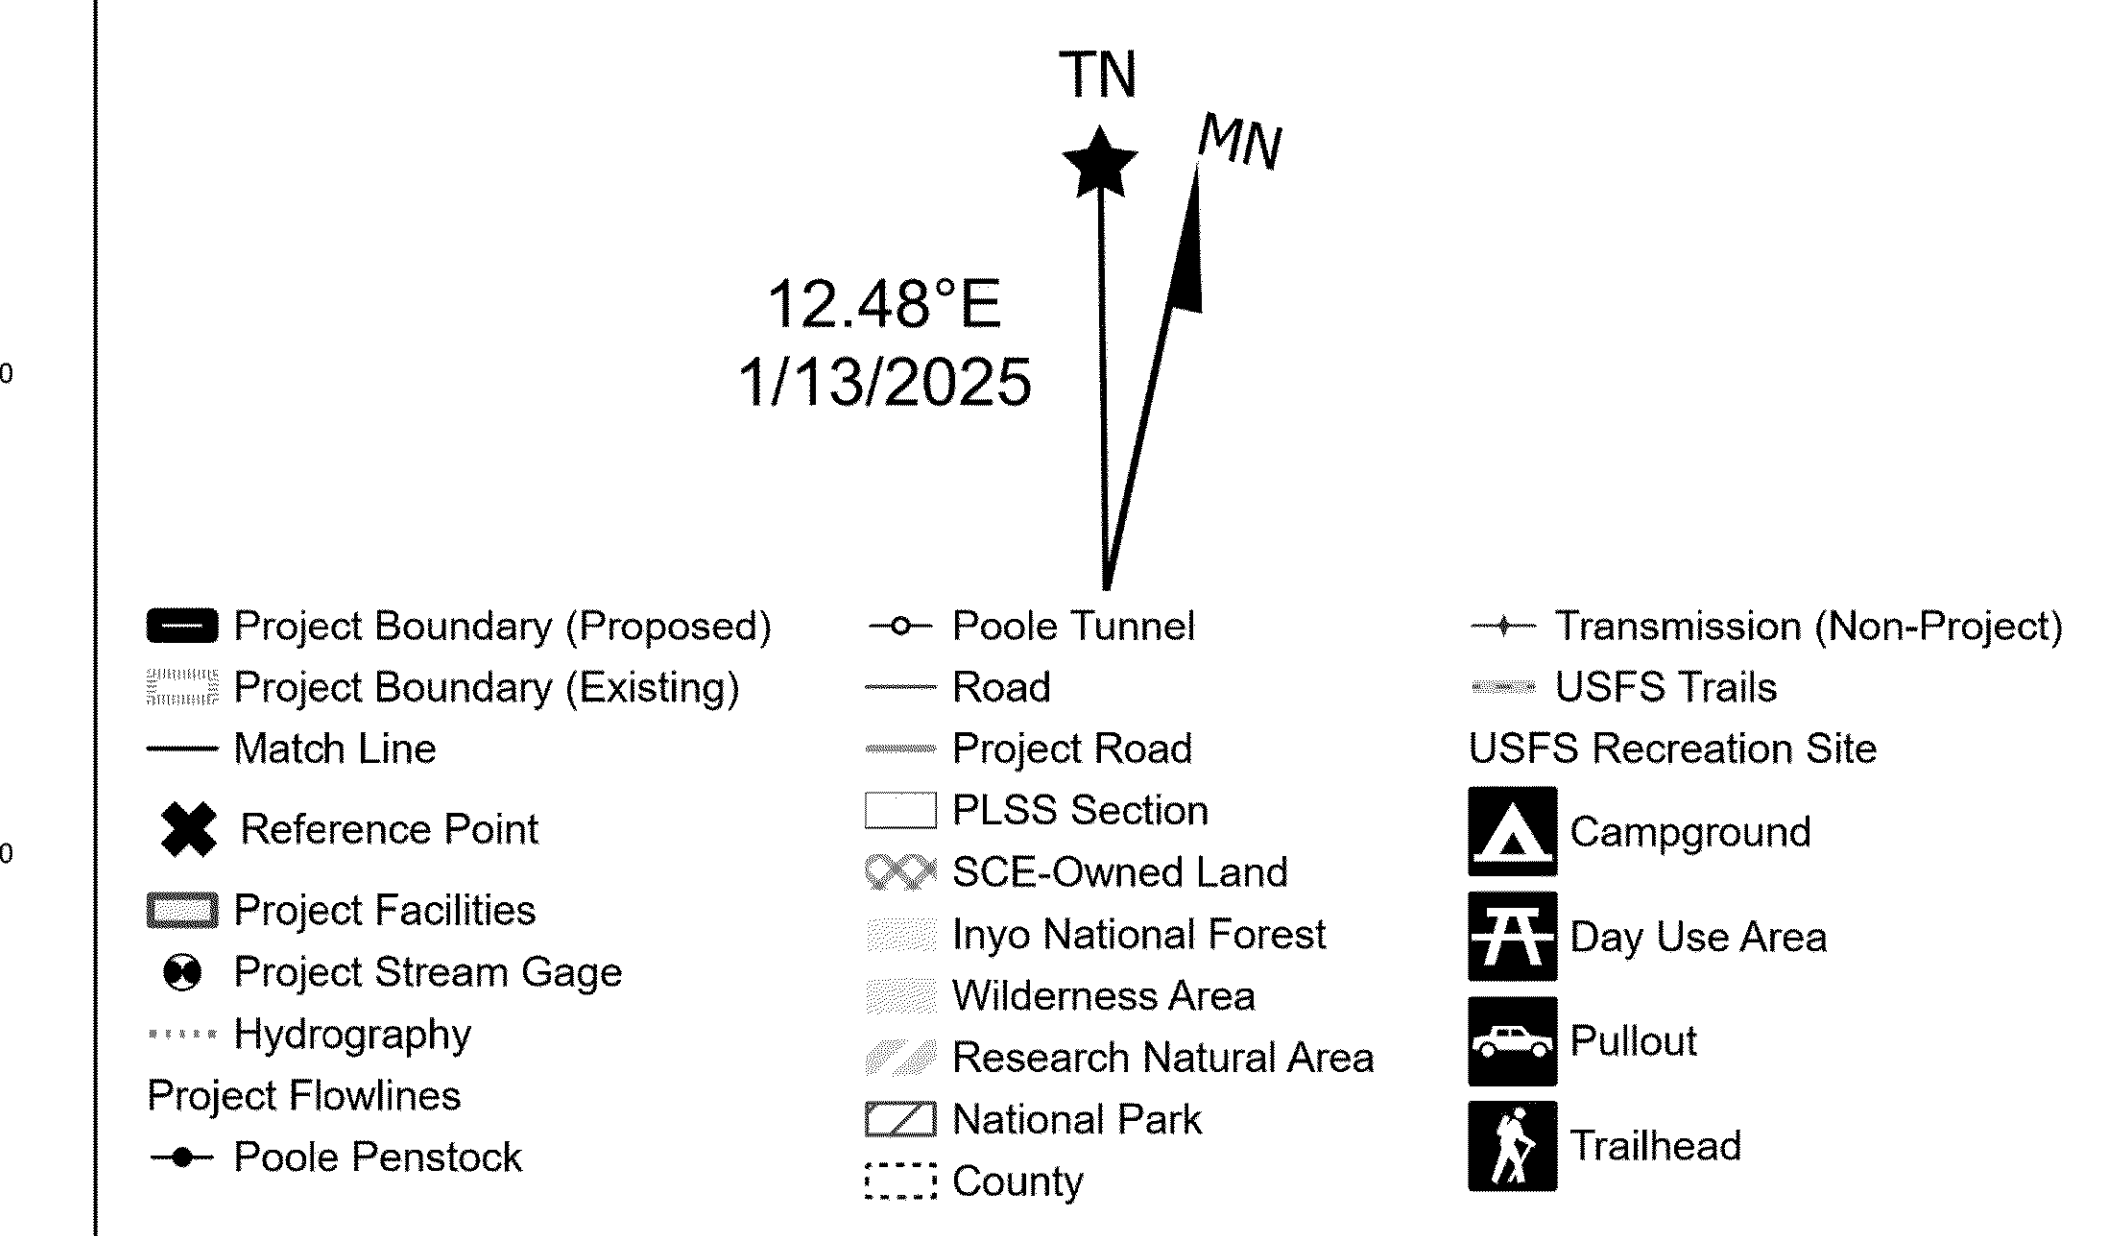 TN
MN
12.48°E
1/13/2025
0
0
Project Boundary (Proposed)
Project Boundary (Existing)
Match Line
Reference Point
Project Facilities
Project Stream Gage
Hydrography
Project Flowlines
Poole Penstock
Poole Tunnel
Road
Project Road
PLSS Section
SCE-Owned Land
Inyo National Forest
Wilderness Area
Research Natural Area
National Park
County
Transmission (Non-Project)
USFS Trails
USFS Recreation Site
Campground
Day Use Area
Pullout
Trailhead